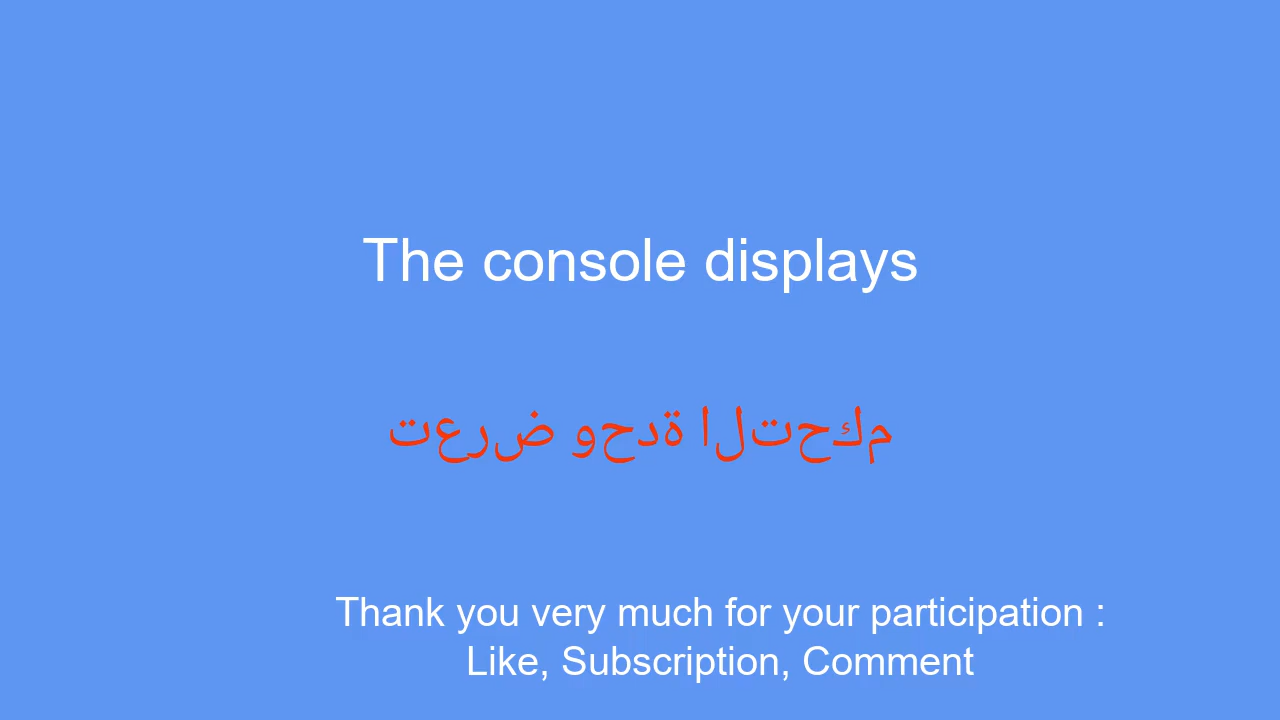 The console displays
تعرض وحدة التحكم
Thank you very much for your participation :
Like, Subscription, Comment